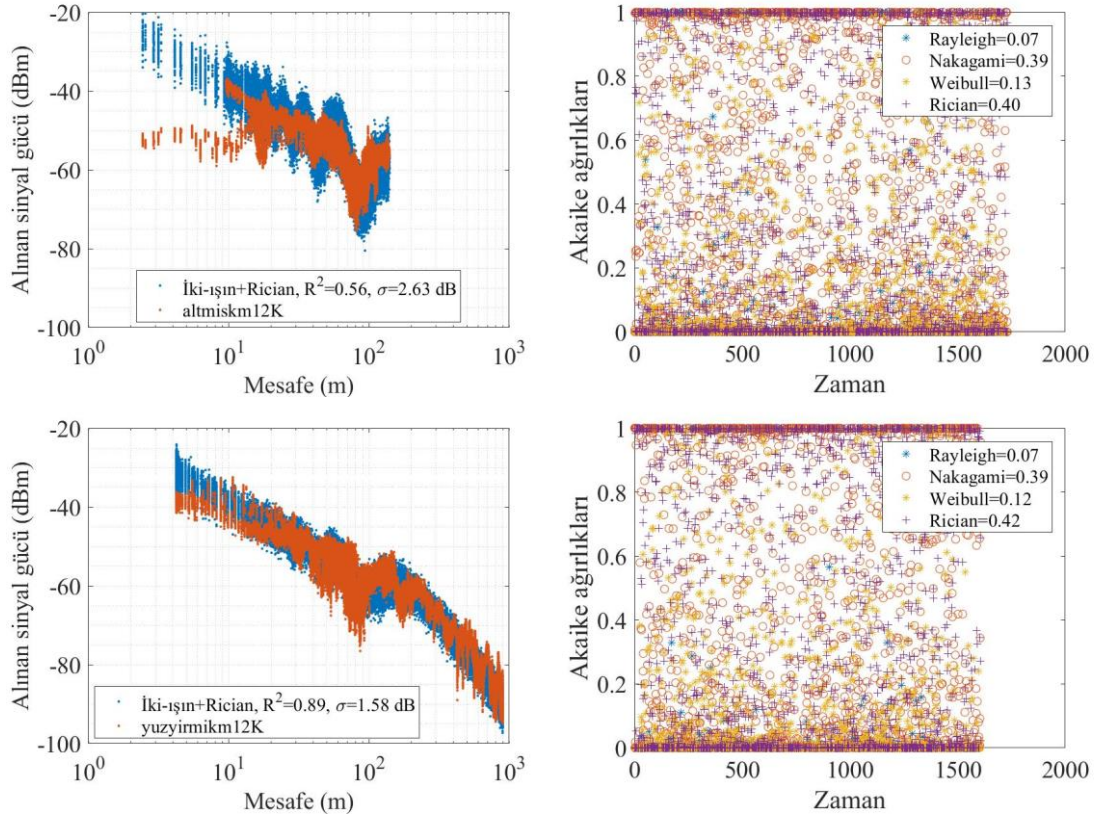 Alınan sinyal gücü (dBm)
-20
-40
-60
-80
-100
İki-ışın+Rician, R²=0.56, σ=2.63 dB
altmiskm12K
10⁰ 10¹ 10² 10³
Mesafe (m)
Akaike ağırlıkları
1
0.8
0.6
0.4
0.2
0
Rayleigh=0.07
Nakagami=0.39
Weibull=0.13
Rician=0.40
0 500 1000 1500 2000
Zaman
Alınan sinyal gücü (dBm)
-20
-40
-60
-80
-100
İki-ışın+Rician, R²=0.89, σ=1.58 dB
yuzyirmikm12K
10⁰ 10¹ 10² 10³
Mesafe (m)
Akaike ağırlıkları
1
0.8
0.6
0.4
0.2
0
Rayleigh=0.07
Nakagami=0.39
Weibull=0.12
Rician=0.42
0 500 1000 1500 2000
Zaman